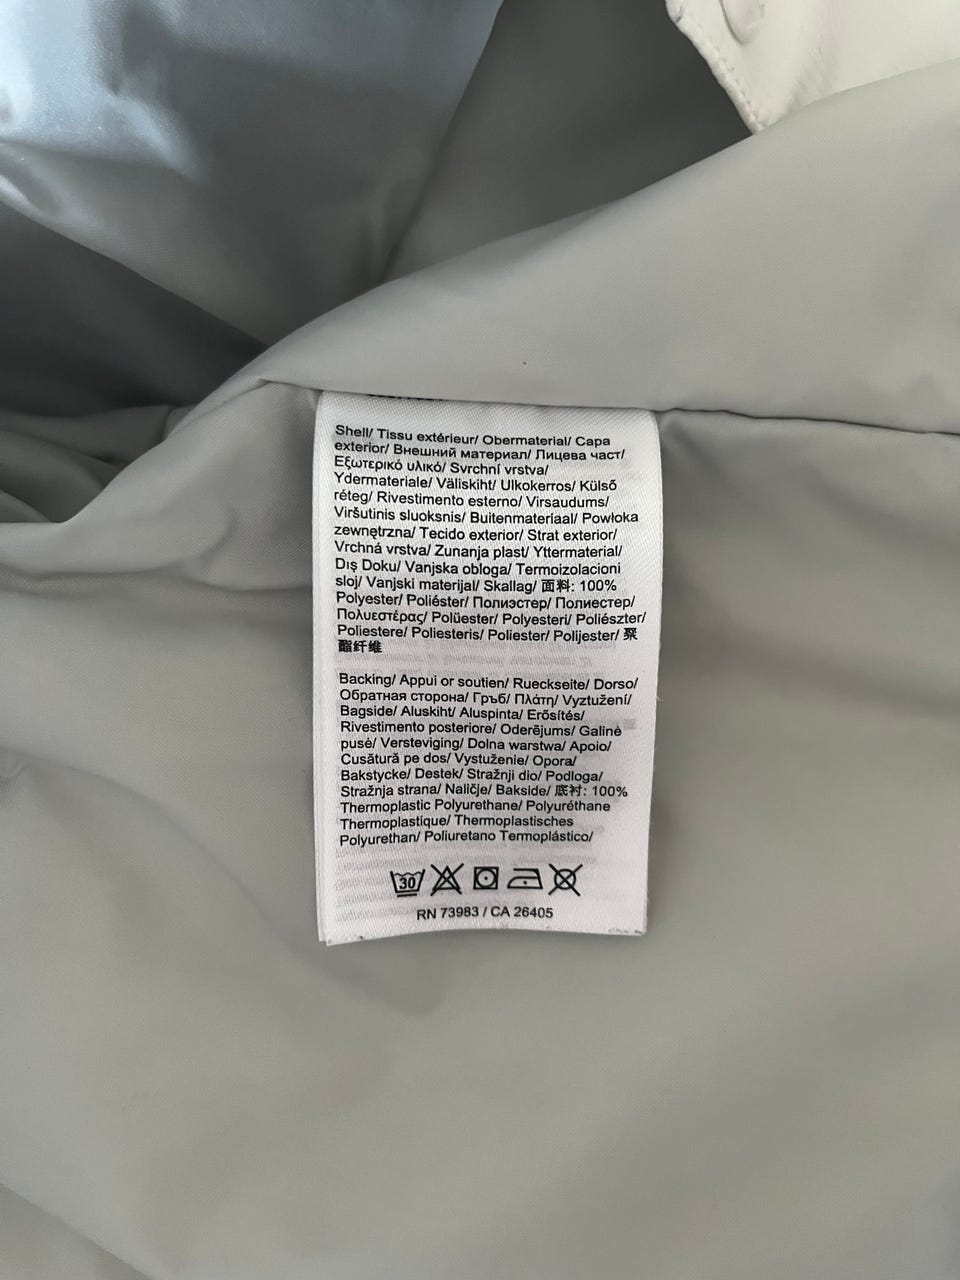 Shell/ Tissu extérieur/ Obermaterial/ Capa
exterior/ Внешний материал/ Лицева част/
Εξωτερικό υλικό/ Svrchní vrstva/
Ydermateriale/ Väliskiht/ Ulkokerros/ Külső
réteg/ Rivestimento esterno/ Virsaudums/
Viršutinis sluoksnis/ Buitenmateriaal/ Powłoka
zewnętrzna/ Tecido exterior/ Strat exterior/
Vrchná vrstva/ Zunanja plast/ Yttermaterial/
Dış Doku/ Vanjska obloga/ Termoizolacioni
sloj/ Vanjski materijal/ Skallag/ 面料: 100%
Polyester/ Poliéster/ Полиэстер/ Полиестер/
Πολυεστέρας/ Polüester/ Polyesteri/ Poliészter/
Poliestere/ Poliesteris/ Poliester/ Polijester/ 聚
酯纤维
Backing/ Appui or soutien/ Rueckseite/ Dorso/
Обратная сторона/ Гръб/ Πλάτη/ Vyztužení/
Bagside/ Aluskiht/ Aluspinta/ Erősítés/
Rivestimento posteriore/ Oderējums/ Galinė
pusė/ Versteviging/ Dolna warstwa/ Apoio/
Cusătură pe dos/ Vystuženie/ Opora/
Bakstycke/ Destek/ Stražnji dio/ Podloga/
Stražnja strana/ Naličje/ Bakside/ 底衬: 100%
Thermoplastic Polyurethane/ Polyuréthane
Thermoplastique/ Thermoplastisches
Polyurethan/ Poliuretano Termoplástico/
30
RN 73983 / CA 26405